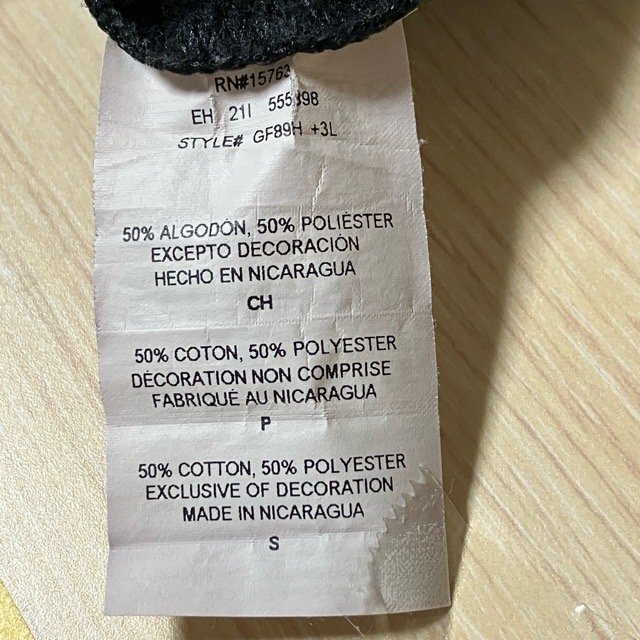 RN#15763
EH 21I 555898
STYLE# GF89H +3L
50% ALGODÓN, 50% POLIÉSTER
EXCEPTO DECORACIÓN
HECHO EN NICARAGUA
CH
50% COTON, 50% POLYESTER
DÉCORATION NON COMPRISE
FABRIQUÉ AU NICARAGUA
P
50% COTTON, 50% POLYESTER
EXCLUSIVE OF DECORATION
MADE IN NICARAGUA
S